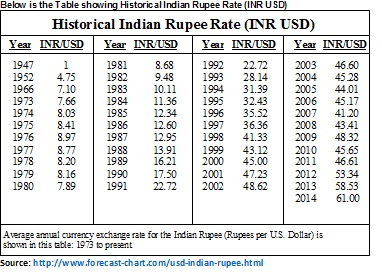 Below is the Table showing Historical Indian Rupee Rate (INR USD)
Historical Indian Rupee Rate (INR USD)
Year INR/USD Year INR/USD Year INR/USD Year INR/USD
1947 1 1981 8.68 1992 22.72 2003 46.60
1952 4.75 1982 9.48 1993 28.14 2004 45.28
1966 7.10 1983 10.11 1994 31.39 2005 44.01
1973 7.66 1984 11.36 1995 32.43 2006 45.17
1974 8.03 1985 12.34 1996 35.52 2007 41.20
1975 8.41 1986 12.60 1997 36.36 2008 43.41
1976 8.97 1987 12.95 1998 41.33 2009 48.32
1977 8.77 1988 13.91 1999 43.12 2010 45.65
1978 8.20 1989 16.21 2000 45.00 2011 46.61
1979 8.16 1990 17.50 2001 47.23 2012 53.34
1980 7.89 1991 22.72 2002 48.62 2013 58.53
2014 61.00
Average annual currency exchange rate for the Indian Rupee (Rupees per U.S. Dollar) is
shown in this table: 1973 to present.
Source: http://www.forecast-chart.com/usd-indian-rupee.html